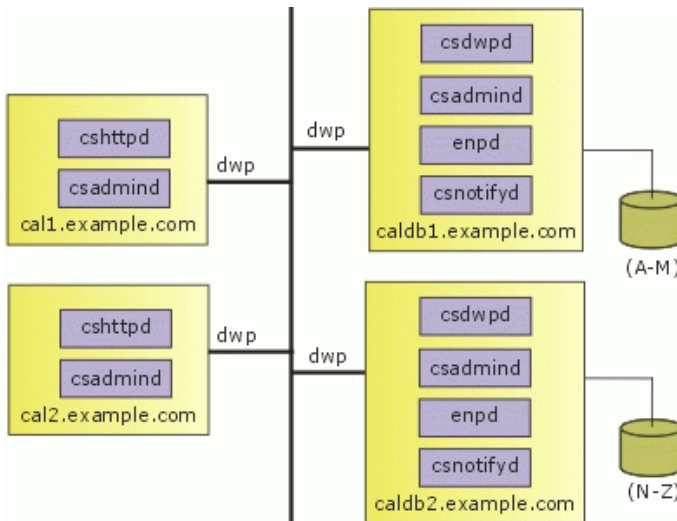 cshttpd
csadmind
cal1.example.com
dwp
cshttpd
csadmind
cal2.example.com
dwp
dwp
csdwpd
csadmind
enpd
csnotifyd
caldb1.example.com
(A-M)
dwp
csdwpd
csadmind
enpd
csnotifyd
caldb2.example.com
(N-Z)